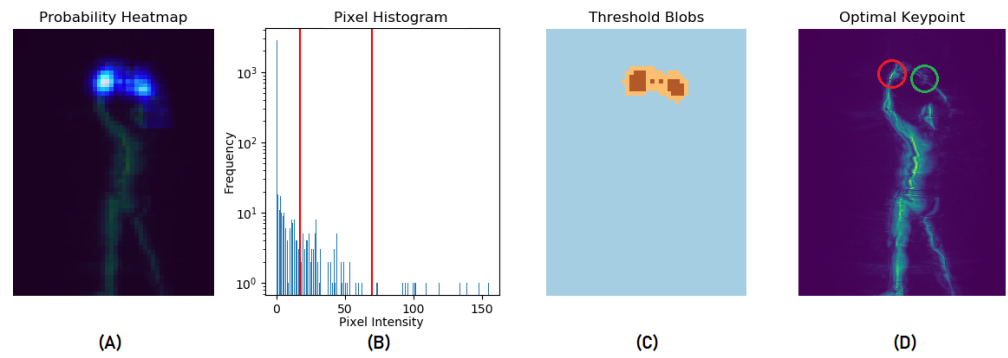 Probability Heatmap
Pixel Histogram
Threshold Blobs
Optimal Keypoint
Frequency
10³
10²
10¹
10⁰
0 50 100 150
Pixel Intensity
(A) (B) (C) (D)